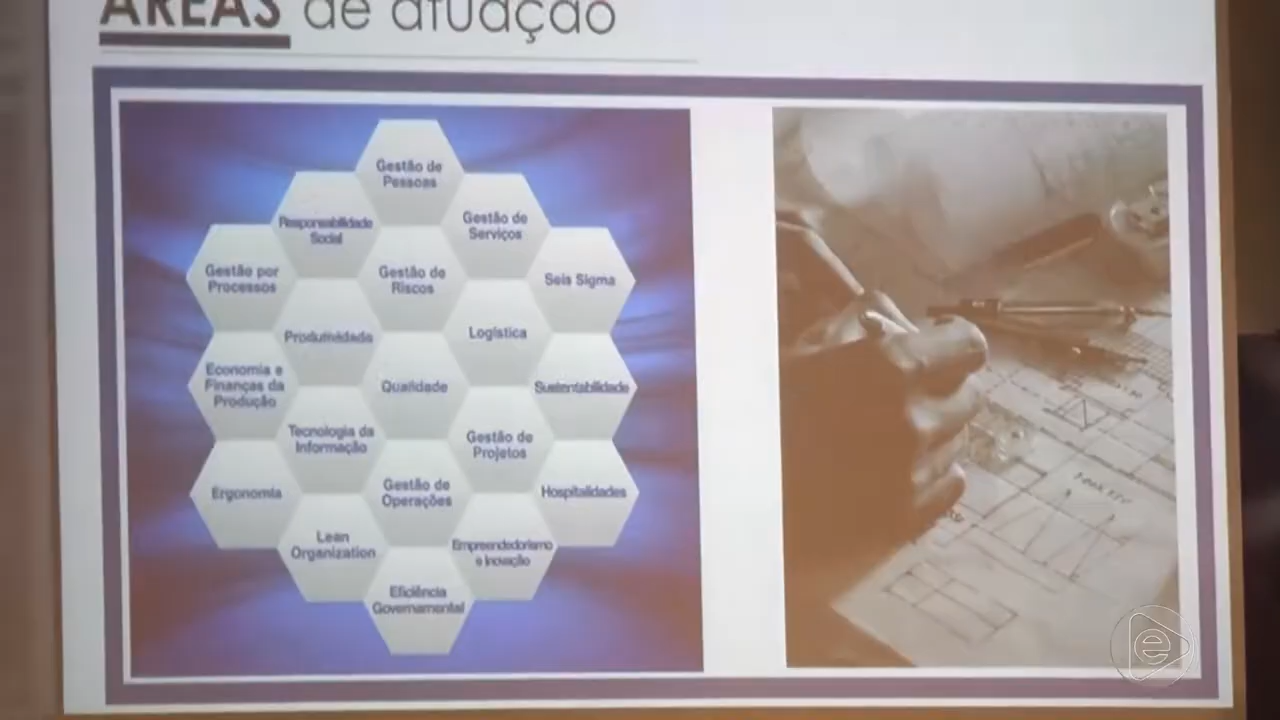 ÁREAS de atuação
Gestão de
Pessoas
Responsabilidade
Social
Gestão de
Serviços
Gestão por
Processos
Gestão de
Riscos
Seis Sigma
Logística
Economia e
Finanças da
Produção
Qualidade
Sustentabilidade
Tecnologia da
Informação
Gestão de
Projetos
Ergonomia
Gestão de
Operações
Hospitalidades
Lean
Organization
Empreendedorismo
e Inovação
Eficiência
Governamental
e